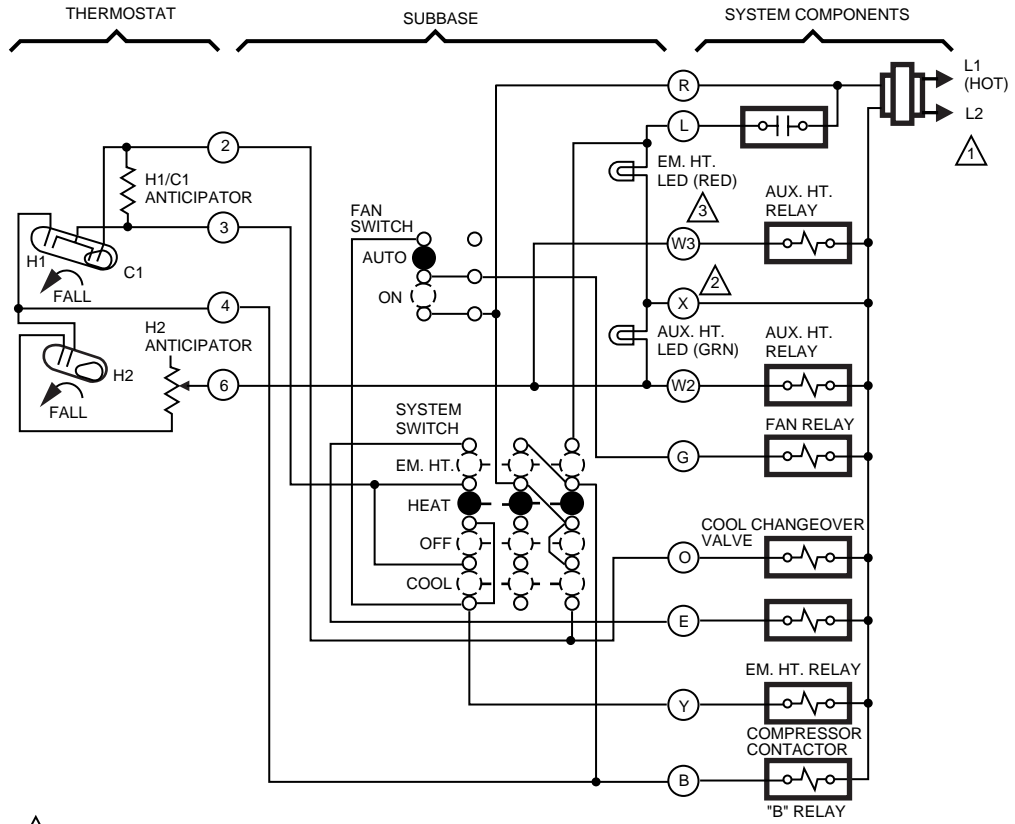 THERMOSTAT
SUBBASE
SYSTEM COMPONENTS
R
L1
(HOT)
L
L2
1
2
H1/C1
ANTICIPATOR
EM. HT.
LED (RED)
AUX. HT.
RELAY
3
FAN
SWITCH
3
W3
H1
C1
AUTO
FALL
ON
2
4
X
H2
ANTICIPATOR
AUX. HT.
LED (GRN)
AUX. HT.
RELAY
H2
6
W2
FALL
SYSTEM
SWITCH
FAN RELAY
G
EM. HT.
HEAT
COOL CHANGEOVER
VALVE
OFF
O
COOL
E
EM. HT. RELAY
Y
COMPRESSOR
CONTACTOR
B
"B" RELAY